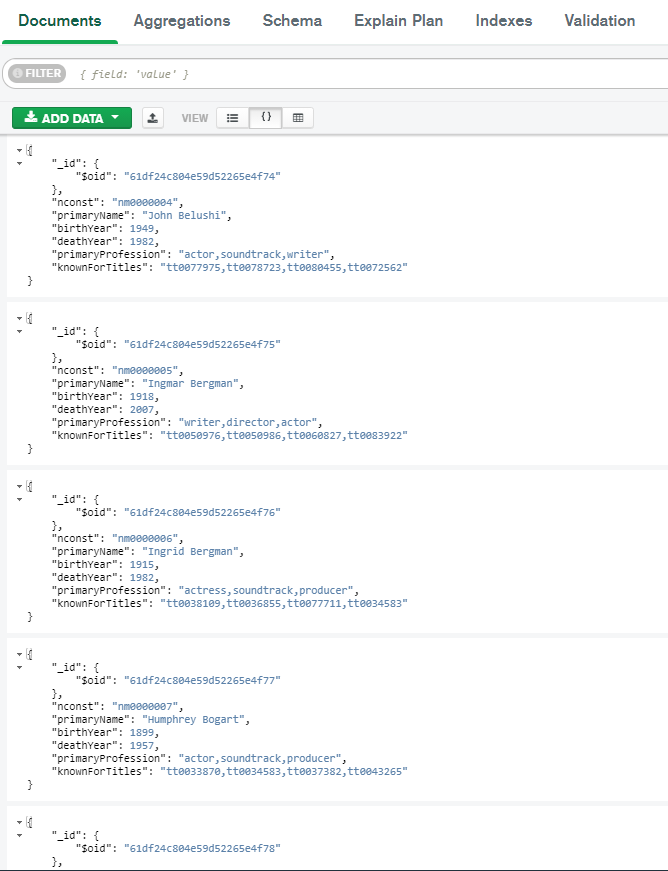 Documents Aggregations Schema Explain Plan Indexes Validation
FILTER { field: 'value' }
ADD DATA VIEW {}
{
"_id": {
"$oid": "61df24c804e59d52265e4f74"
},
"nconst": "nm0000004",
"primaryName": "John Belushi",
"birthYear": 1949,
"deathYear": 1982,
"primaryProfession": "actor,soundtrack,writer",
"knownForTitles": "tt0077975,tt0078723,tt0080455,tt0072562"
}
{
"_id": {
"$oid": "61df24c804e59d52265e4f75"
},
"nconst": "nm0000005",
"primaryName": "Ingmar Bergman",
"birthYear": 1918,
"deathYear": 2007,
"primaryProfession": "writer,director,actor",
"knownForTitles": "tt0050976,tt0050986,tt0060827,tt0083922"
}
{
"_id": {
"$oid": "61df24c804e59d52265e4f76"
},
"nconst": "nm0000006",
"primaryName": "Ingrid Bergman",
"birthYear": 1915,
"deathYear": 1982,
"primaryProfession": "actress,soundtrack,producer",
"knownForTitles": "tt0038109,tt0036855,tt0077711,tt0034583"
}
{
"_id": {
"$oid": "61df24c804e59d52265e4f77"
},
"nconst": "nm0000007",
"primaryName": "Humphrey Bogart",
"birthYear": 1899,
"deathYear": 1957,
"primaryProfession": "actor,soundtrack,producer",
"knownForTitles": "tt0033870,tt0034583,tt0037382,tt0043265"
}
{
"_id": {
"$oid": "61df24c804e59d52265e4f78"
},